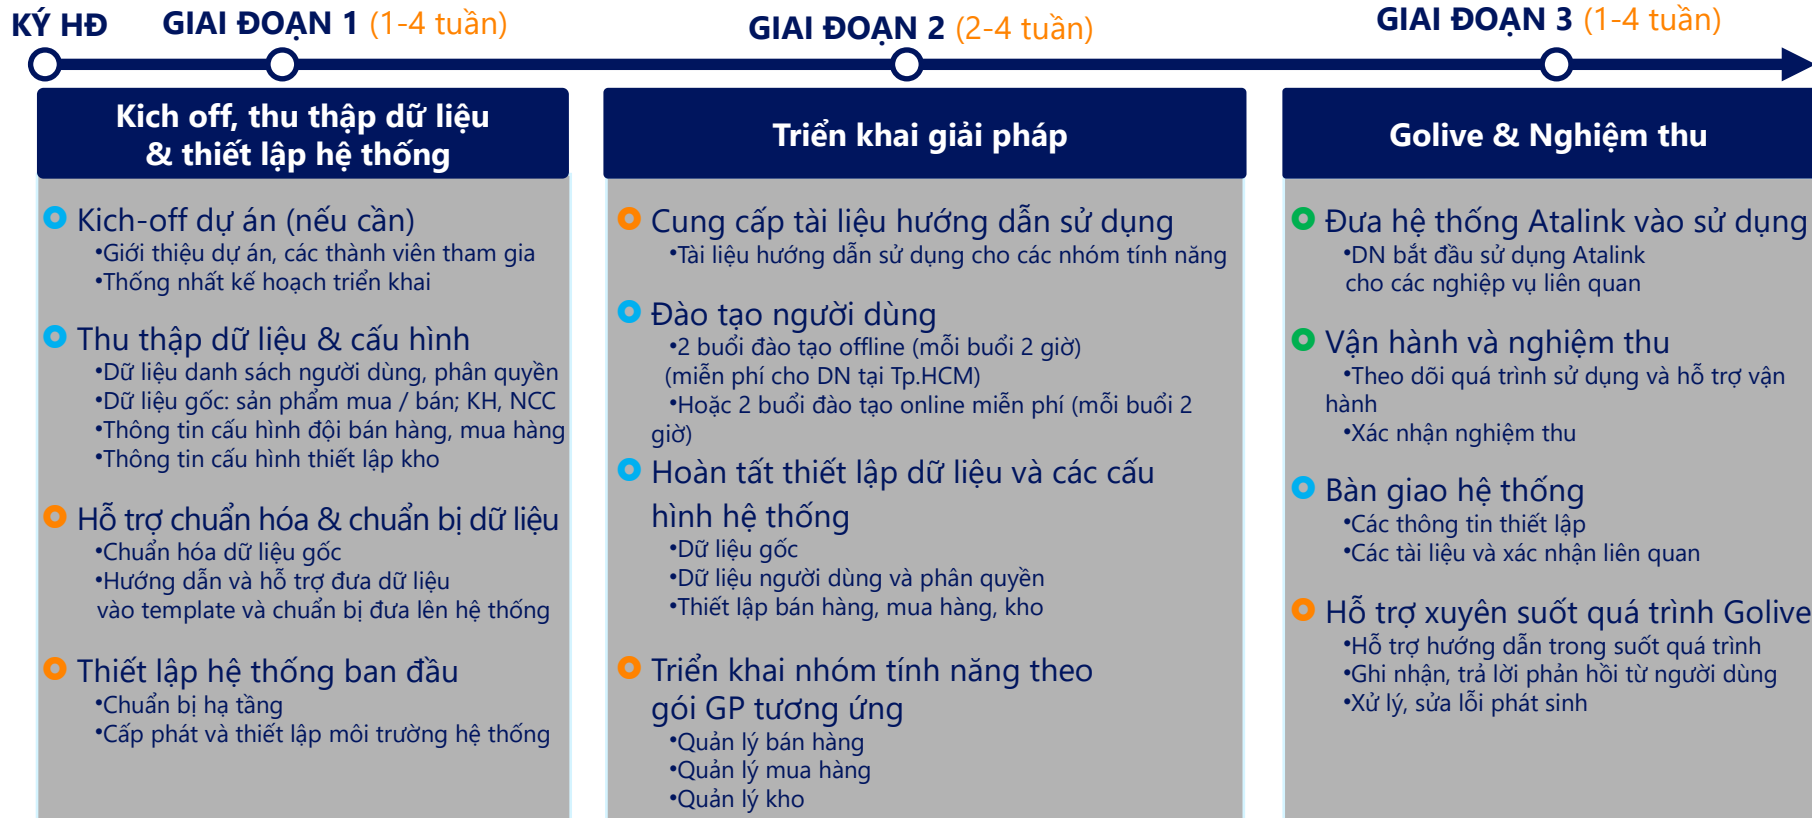 KÝ HĐ
GIAI ĐOẠN 1 (1-4 tuần)
GIAI ĐOẠN 2 (2-4 tuần)
GIAI ĐOẠN 3 (1-4 tuần)
Kich off, thu thập dữ liệu
& thiết lập hệ thống
Kich-off dự án (nếu cần)
•Giới thiệu dự án, các thành viên tham gia
•Thống nhất kế hoạch triển khai
Thu thập dữ liệu & cấu hình
•Dữ liệu danh sách người dùng, phân quyền
•Dữ liệu gốc: sản phẩm mua / bán; KH, NCC
•Thông tin cấu hình đội bán hàng, mua hàng
•Thông tin cấu hình thiết lập kho
Hỗ trợ chuẩn hóa & chuẩn bị dữ liệu
•Chuẩn hóa dữ liệu gốc
•Hướng dẫn và hỗ trợ đưa dữ liệu
vào template và chuẩn bị đưa lên hệ thống
Thiết lập hệ thống ban đầu
•Chuẩn bị hạ tầng
•Cấp phát và thiết lập môi trường hệ thống
Triển khai giải pháp
Cung cấp tài liệu hướng dẫn sử dụng
•Tài liệu hướng dẫn sử dụng cho các nhóm tính năng
Đào tạo người dùng
•2 buổi đào tạo offline (mỗi buổi 2 giờ)
(miễn phí cho DN tại Tp.HCM)
•Hoặc 2 buổi đào tạo online miễn phí (mỗi buổi 2
giờ)
Hoàn tất thiết lập dữ liệu và các cấu
hình hệ thống
•Dữ liệu gốc
•Dữ liệu người dùng và phân quyền
•Thiết lập bán hàng, mua hàng, kho
Triển khai nhóm tính năng theo
gói GP tương ứng
•Quản lý bán hàng
•Quản lý mua hàng
•Quản lý kho
Golive & Nghiệm thu
Đưa hệ thống Atalink vào sử dụng
•DN bắt đầu sử dụng Atalink
cho các nghiệp vụ liên quan
Vận hành và nghiệm thu
•Theo dõi quá trình sử dụng và hỗ trợ vận
hành
•Xác nhận nghiệm thu
Bàn giao hệ thống
•Các thông tin thiết lập
•Các tài liệu và xác nhận liên quan
Hỗ trợ xuyên suốt quá trình Golive
•Hỗ trợ hướng dẫn trong suốt quá trình
•Ghi nhận, trả lời phản hồi từ người dùng
•Xử lý, sửa lỗi phát sinh